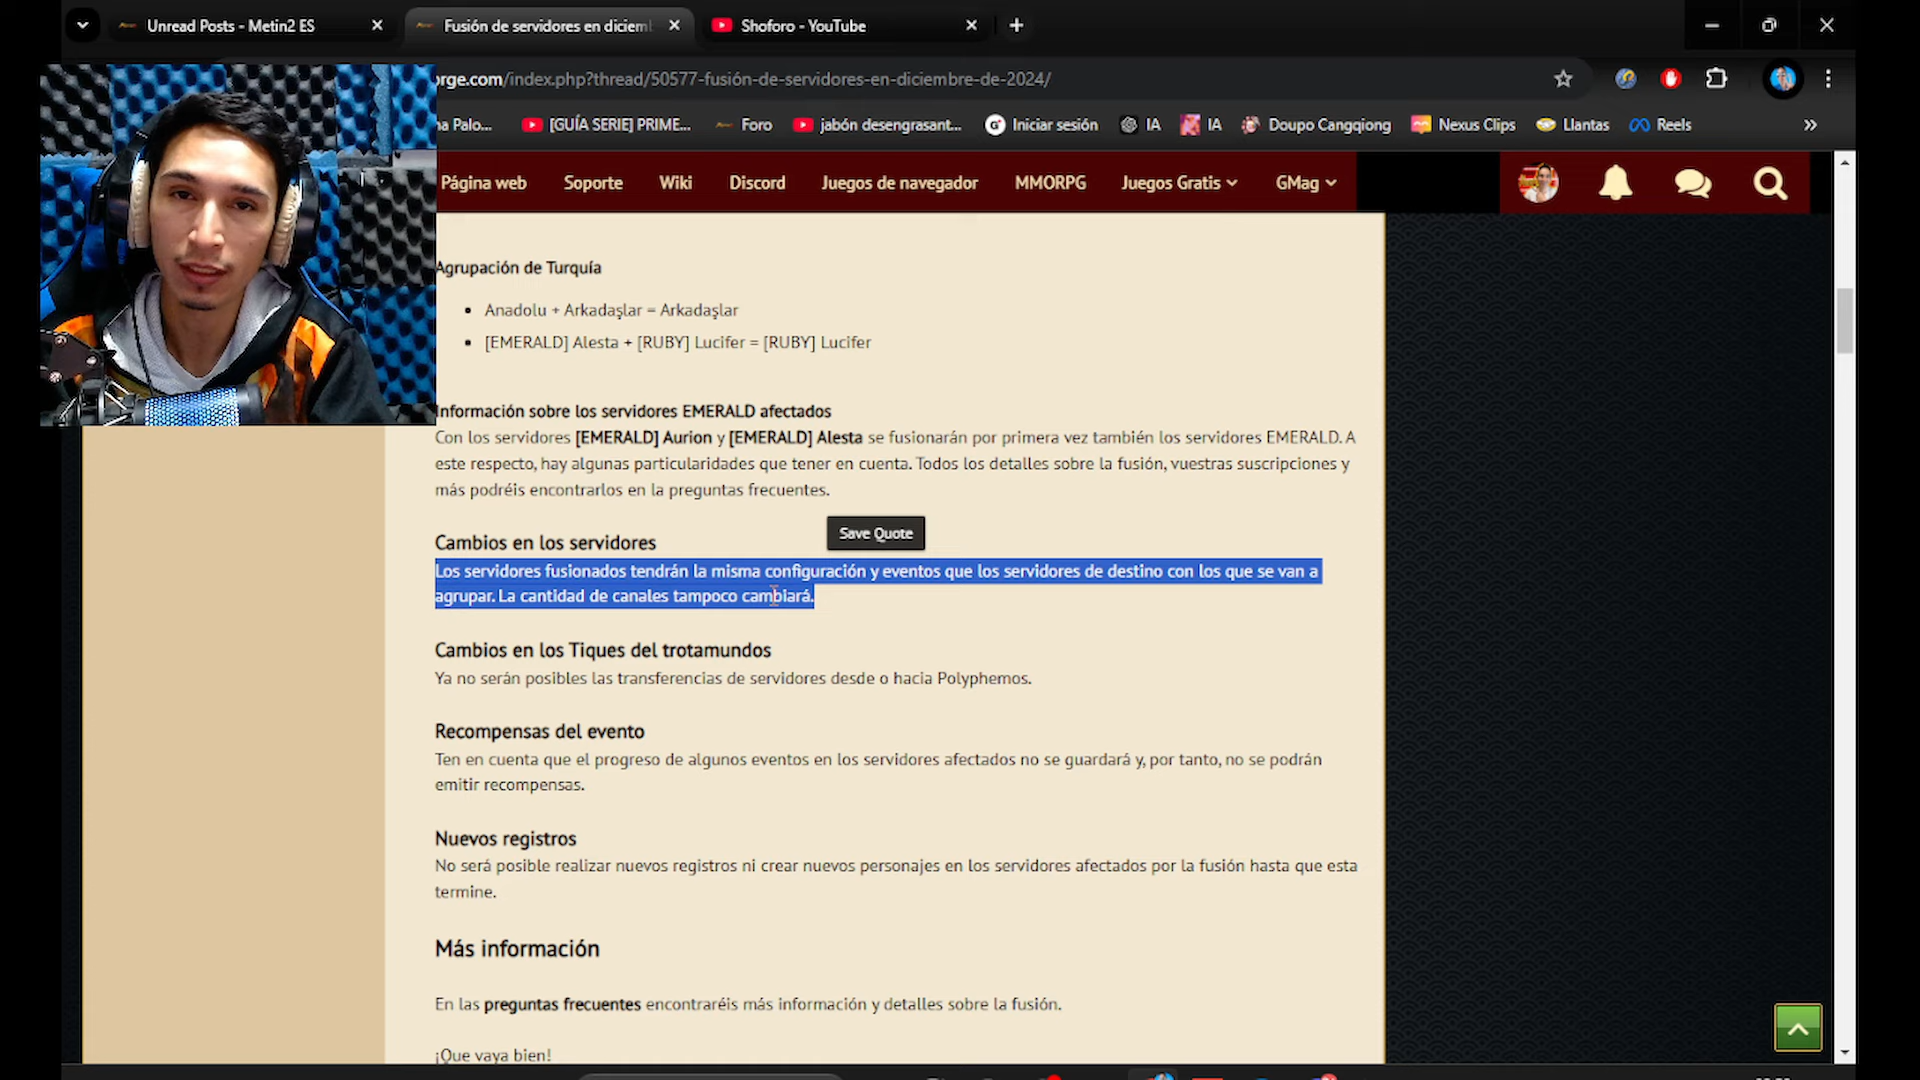 Unread Posts - Metin2 ES
Fusión de servidores en diciem
Shoforo - YouTube
orge.com/index.php?thread/50577-fusión-de-servidores-en-diciembre-de-2024/
na Palo...
[GUÍA SERIE] PRIME...
Foro
jabón desengrasant...
Iniciar sesión
IA
IA
Doupo Cangqiong
Nexus Clips
Llantas
Reels
Página web
Soporte
Wiki
Discord
Juegos de navegador
MMORPG
Juegos Gratis
GMag
Agrupación de Turquía
• Anadolu + Arkadaşlar = Arkadaşlar
• [EMERALD] Alesta + [RUBY] Lucifer = [RUBY] Lucifer
Información sobre los servidores EMERALD afectados
Con los servidores [EMERALD] Aurion y [EMERALD] Alesta se fusionarán por primera vez también los servidores EMERALD. A
este respecto, hay algunas particularidades que tener en cuenta. Todos los detalles sobre la fusión, vuestras suscripciones y
más podréis encontrarlos en la preguntas frecuentes.
Save Quote
Cambios en los servidores
Los servidores fusionados tendrán la misma configuración y eventos que los servidores de destino con los que se van a
agrupar. La cantidad de canales tampoco cambiará.
Cambios en los Tiques del trotamundos
Ya no serán posibles las transferencias de servidores desde o hacia Polyphemos.
Recompensas del evento
Ten en cuenta que el progreso de algunos eventos en los servidores afectados no se guardará y, por tanto, no se podrán
emitir recompensas.
Nuevos registros
No será posible realizar nuevos registros ni crear nuevos personajes en los servidores afectados por la fusión hasta que esta
termine.
Más información
En las preguntas frecuentes encontraréis más información y detalles sobre la fusión.
¡Que vaya bien!